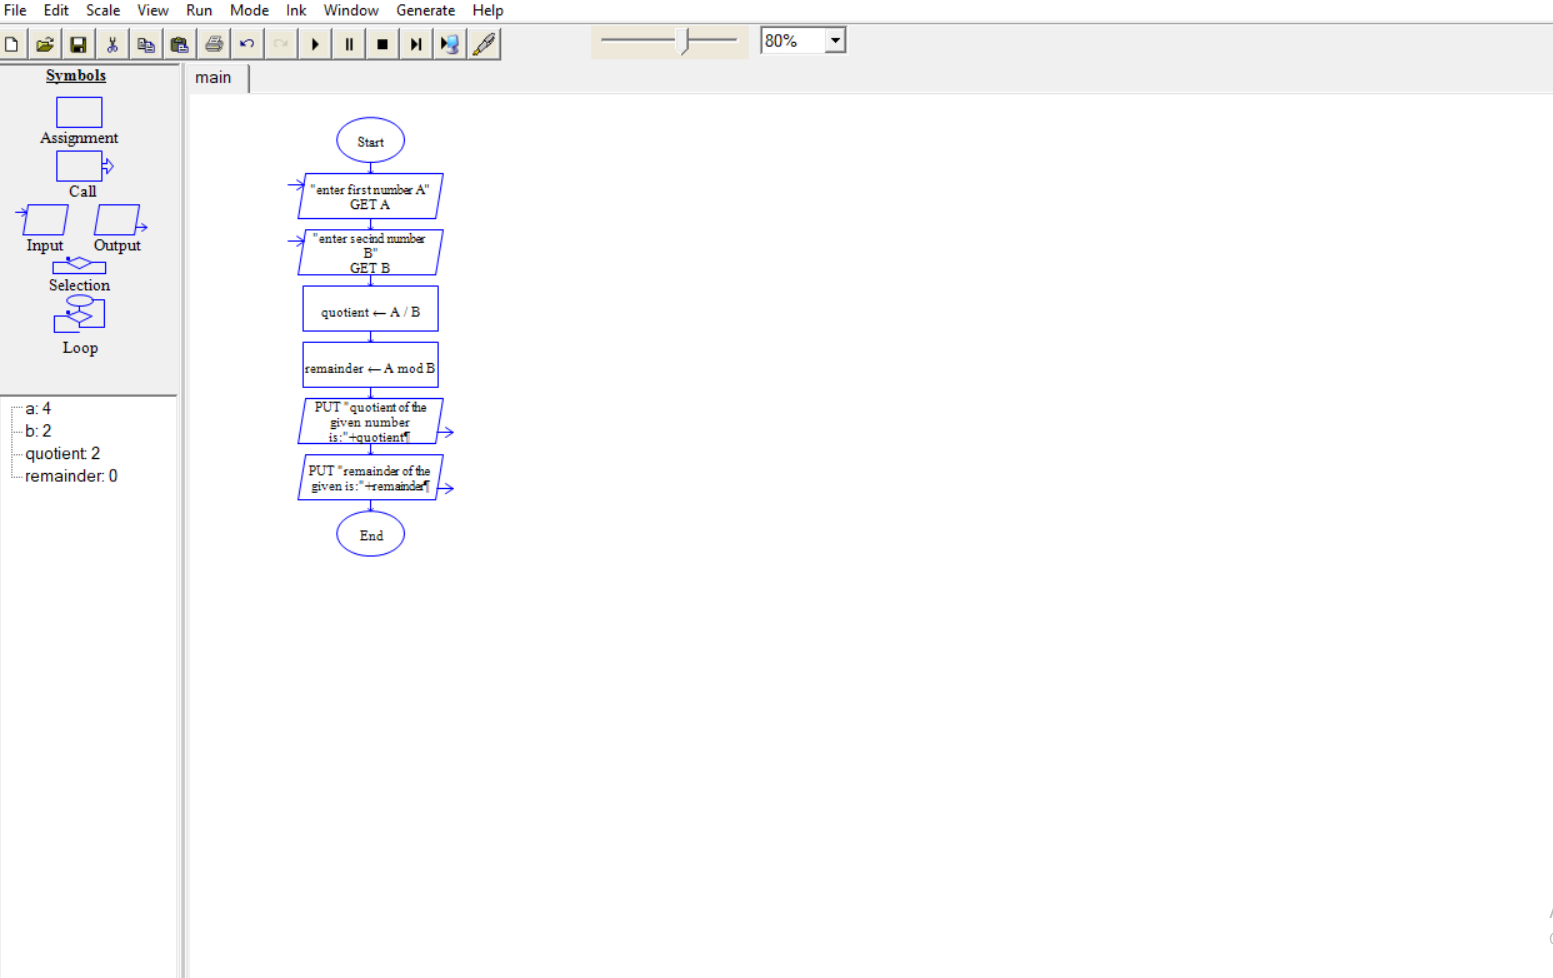 File Edit Scale View Run Mode Ink Window Generate Help
80%
Symbols
Assignment
Call
Input Output
Selection
Loop
a: 4
b: 2
quotient: 2
remainder: 0
main
Start
"enter first number A"
GET A
"enter secind number
B"
GET B
quotient ← A / B
remainder ← A mod B
PUT "quotient of the
given number
is:"+quotient¶
PUT "remainder of the
given is:"+remainder¶
End